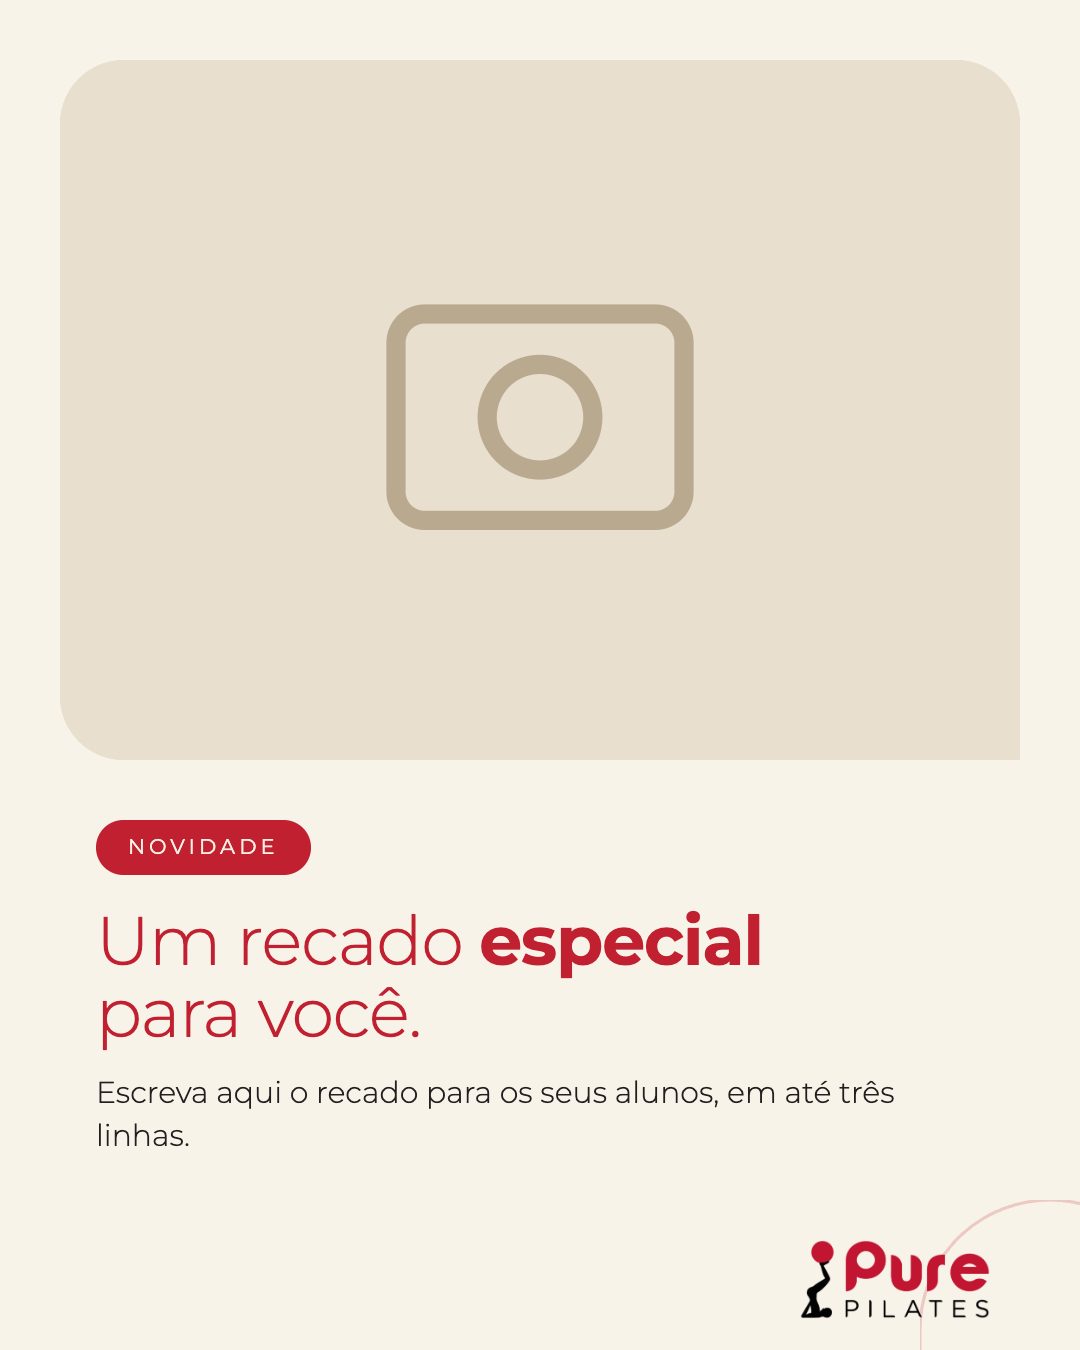 NOVIDADE
Um recado especial
para você.
Escreva aqui o recado para os seus alunos, em até três
linhas.
Pure
PILATES